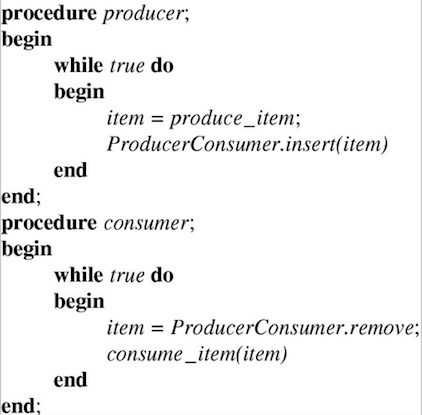 procedure producer;
begin
while true do
begin
item = produce_item;
ProducerConsumer.insert(item)
end
end;
procedure consumer;
begin
while true do
begin
item = ProducerConsumer.remove;
consume_item(item)
end
end;